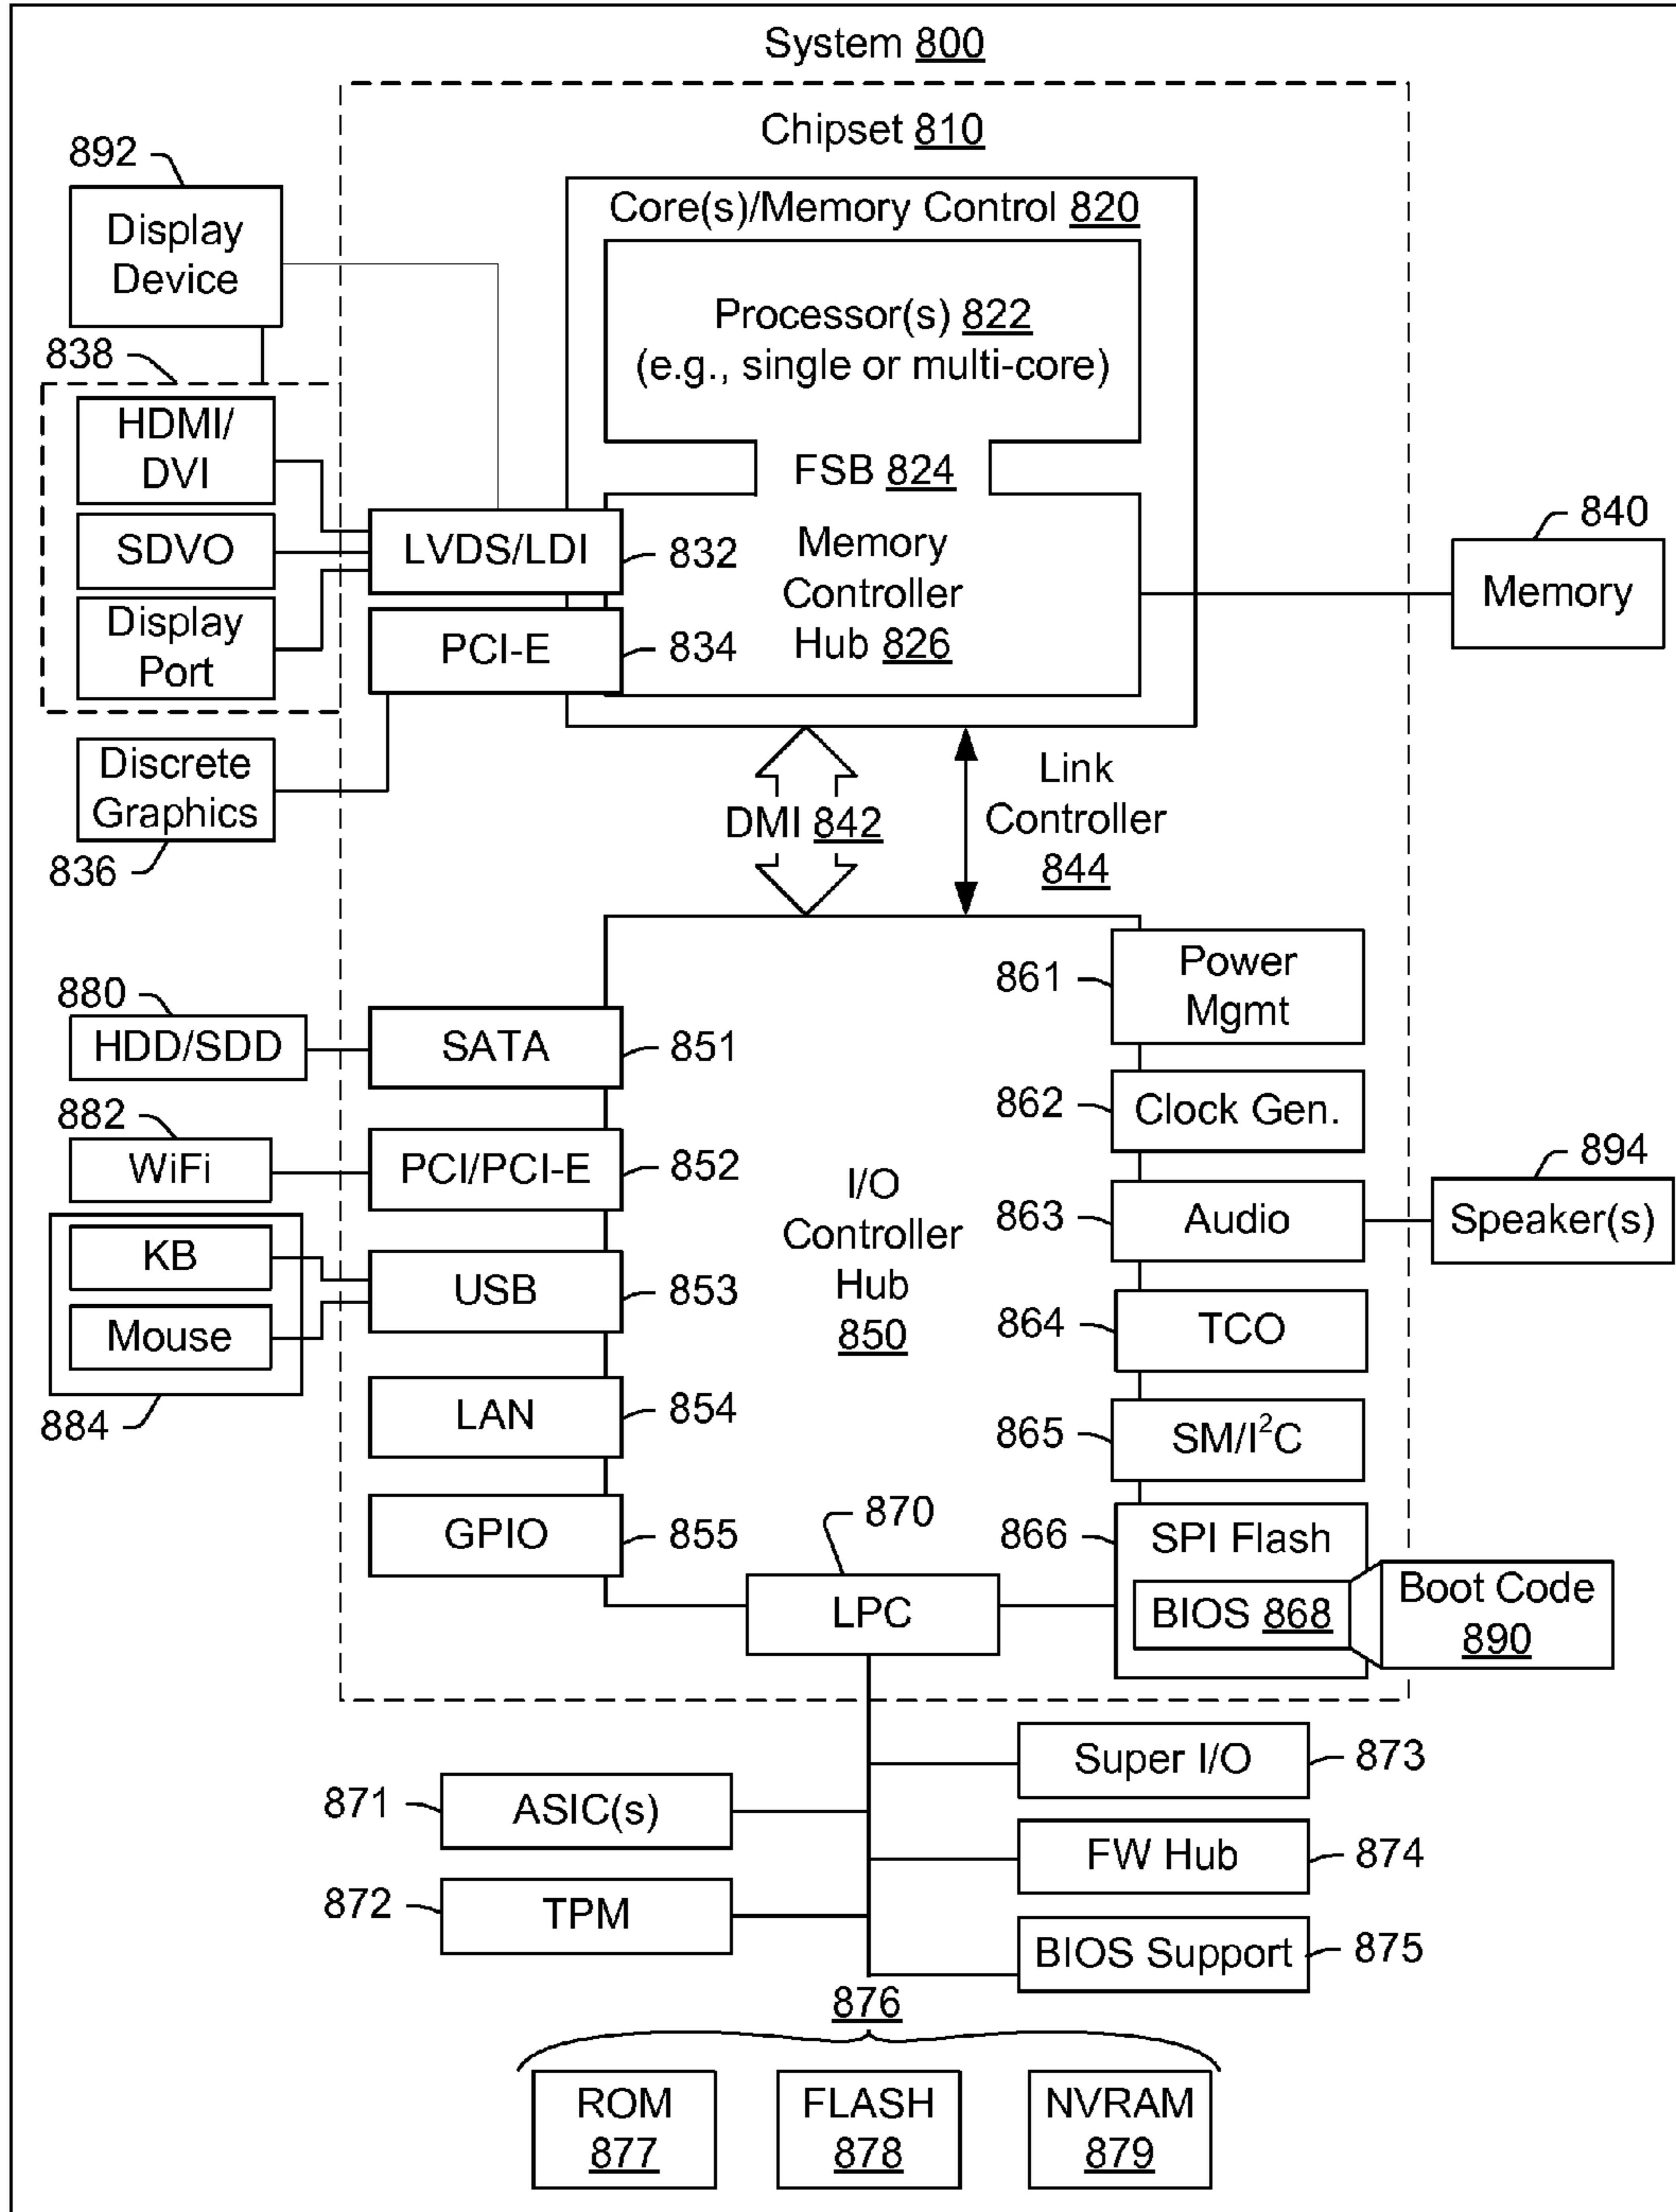 System 800
Chipset 810
892
Display
Device
Core(s)/Memory Control 820
Processor(s) 822
(e.g., single or multi-core)
838
HDMI/
DVI
SDVO
Display
Port
FSB 824
LVDS/LDI
832
PCI-E
834
Memory
Controller
Hub 826
840
Memory
Discrete
Graphics
836
DMI 842
Link
Controller
844
880
HDD/SDD
SATA
851
882
WiFi
PCI/PCI-E
852
KB
Mouse
884
USB
853
LAN
854
GPIO
855
I/O
Controller
Hub
850
861
Power
Mgmt
862
Clock Gen.
863
Audio
894
Speaker(s)
864
TCO
865
SM/I²C
866
SPI Flash
BIOS 868
Boot Code
890
870
LPC
871
ASIC(s)
872
TPM
Super I/O
873
FW Hub
874
BIOS Support
875
876
ROM
877
FLASH
878
NVRAM
879